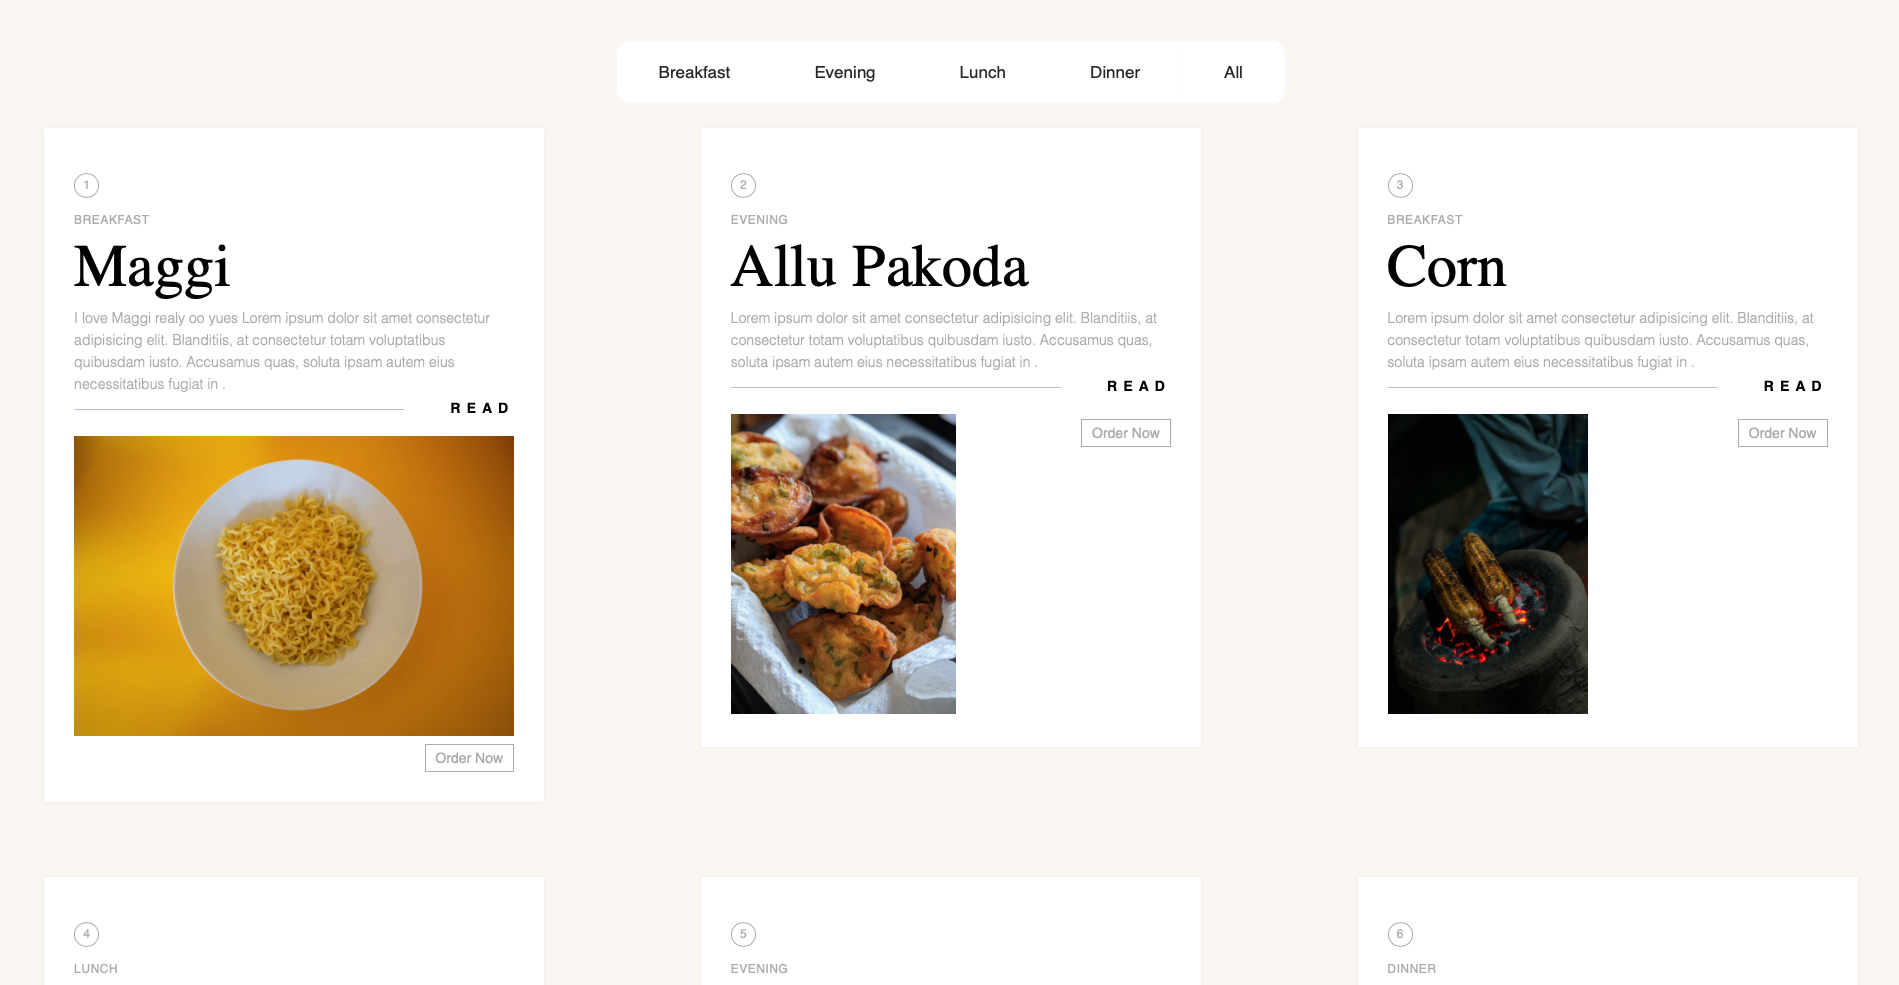 Breakfast Evening Lunch Dinner All
1
BREAKFAST
Maggi
I love Maggi realy oo yues Lorem ipsum dolor sit amet consectetur
adipisicing elit. Blanditiis, at consectetur totam voluptatibus
quibusdam iusto. Accusamus quas, soluta ipsam autem eius
necessitatibus fugiat in .
READ
Order Now
2
EVENING
Allu Pakoda
Lorem ipsum dolor sit amet consectetur adipisicing elit. Blanditiis, at
consectetur totam voluptatibus quibusdam iusto. Accusamus quas,
soluta ipsam autem eius necessitatibus fugiat in .
READ
Order Now
3
BREAKFAST
Corn
Lorem ipsum dolor sit amet consectetur adipisicing elit. Blanditiis, at
consectetur totam voluptatibus quibusdam iusto. Accusamus quas,
soluta ipsam autem eius necessitatibus fugiat in .
READ
Order Now
4
LUNCH
5
EVENING
6
DINNER